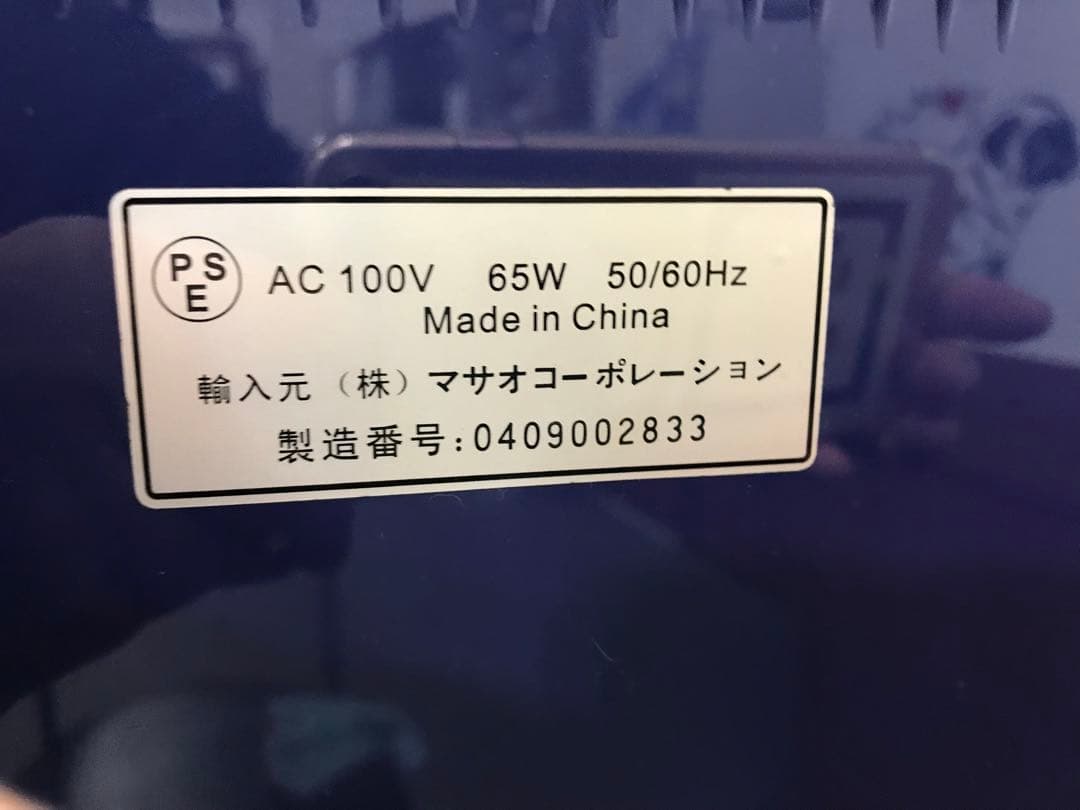 PSE AC 100V 65W 50/60Hz
Made in China
輸入元（株）マサオコーポレーション
製造番号:0409002833